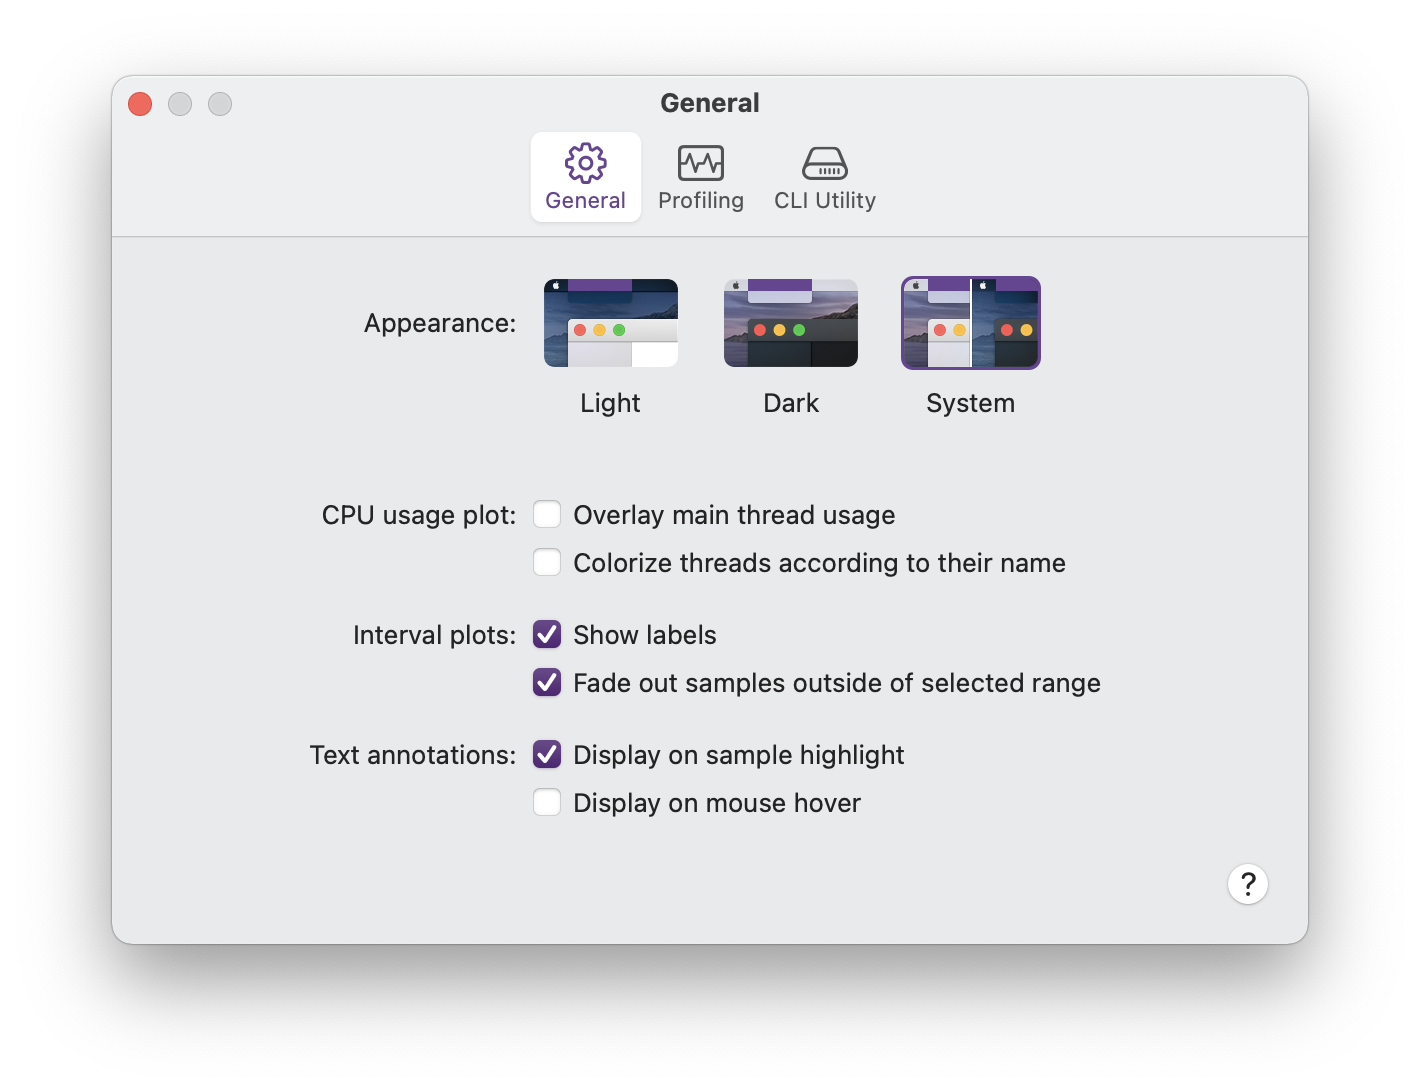 General
General
Profiling
CLI Utility
Appearance:
Light
Dark
System
CPU usage plot:
Overlay main thread usage
Colorize threads according to their name
Interval plots:
Show labels
Fade out samples outside of selected range
Text annotations:
Display on sample highlight
Display on mouse hover
?